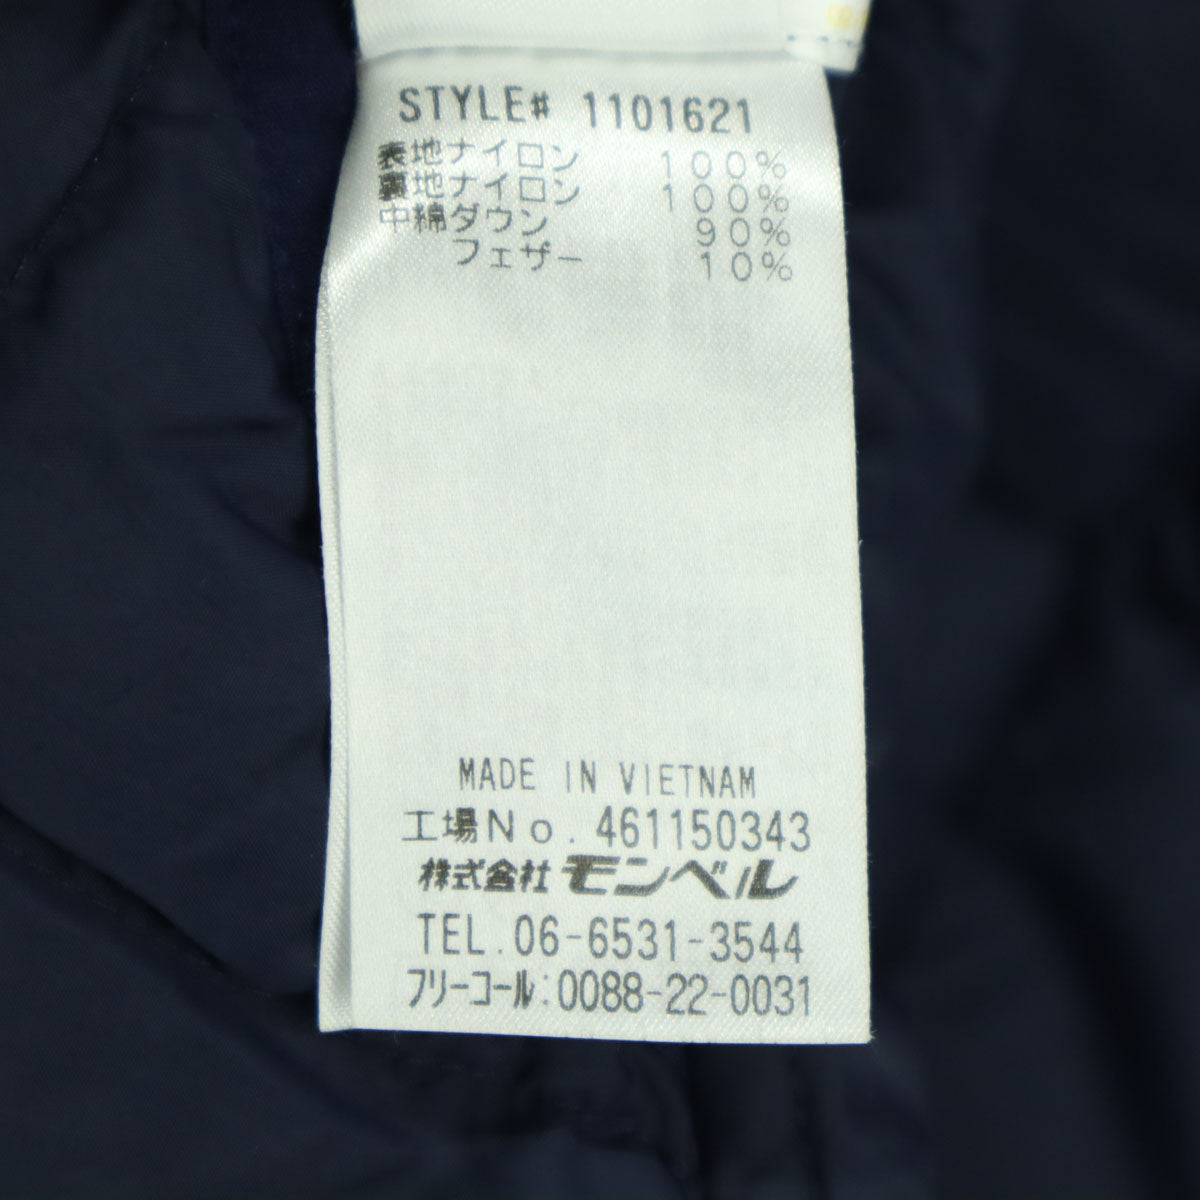 STYLE# 1101621
表地ナイロン 100%
裏地ナイロン 100%
中綿ダウン 90%
フェザー 10%
MADE IN VIETNAM
工場No. 461150343
株式会社 モンベル
TEL. 06-6531-3544
フリーコール:0088-22-0031